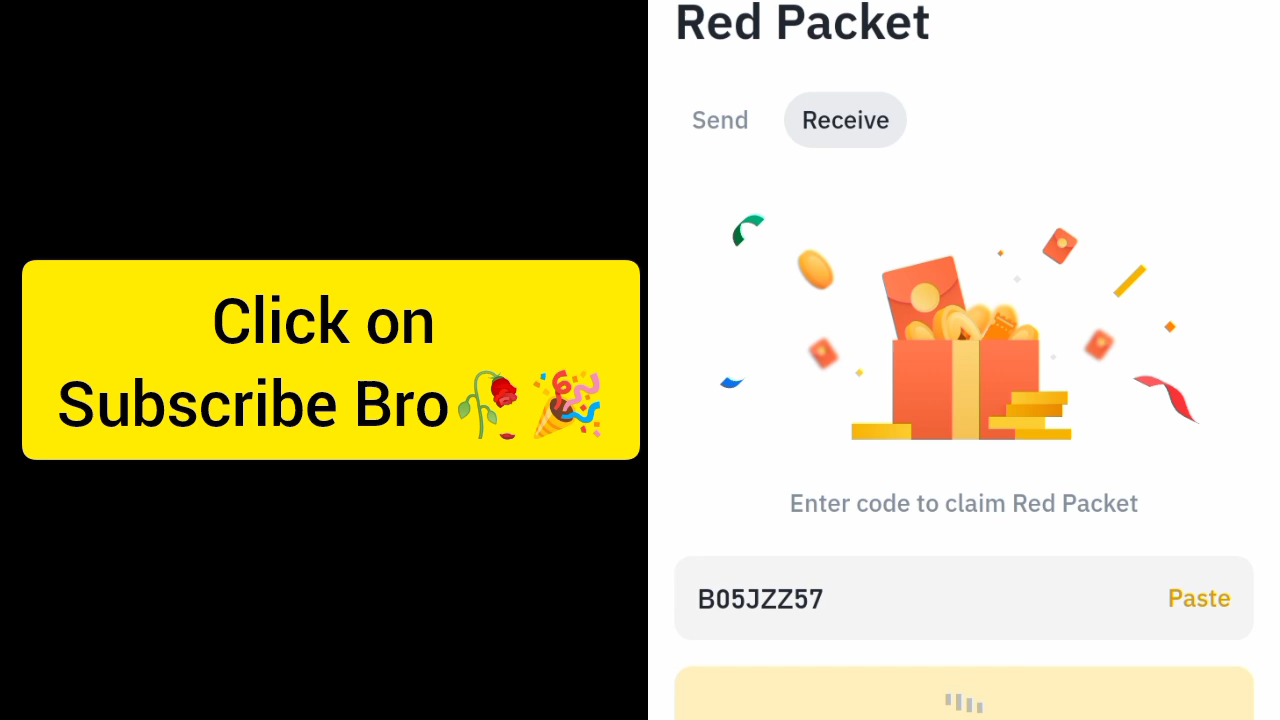 Click on
Subscribe Bro🥀🎉
Red Packet
Send
Receive
Enter code to claim Red Packet
B05JZZ57
Paste